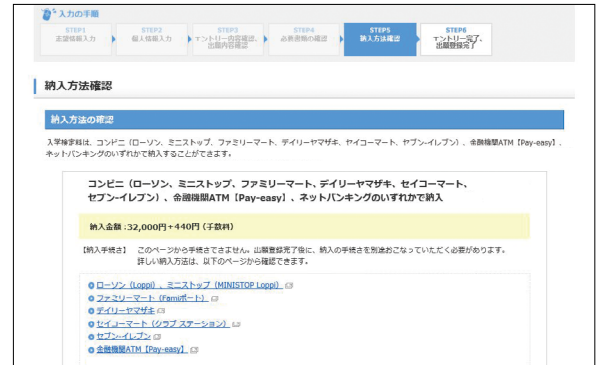 入力の手順
STEP1
志望情報入力
STEP2
個人情報入力
STEP3
エントリー内容確認、
出願内容確認
STEP4
必要書類の確認
STEP5
納入方法確認
STEP6
エントリー完了、
出願登録完了
納入方法確認
納入方法の確認
入学検定料は、コンビニ（ローソン、ミニストップ、ファミリーマート、デイリーヤマザキ、セイコーマート、セブン-イレブン）、金融機関ATM【Pay-easy】、
ネットバンキングのいずれかで納入することができます。
コンビニ（ローソン、ミニストップ、ファミリーマート、デイリーヤマザキ、セイコーマート、
セブン-イレブン）、金融機関ATM【Pay-easy】、ネットバンキングのいずれかで納入
納入金額:32,000円+440円（手数料）
【納入手続き】 このページから手続きできません。出願登録完了後に、納入の手続きを別途おこなっていただく必要があります。
詳しい納入方法は、以下のページから確認できます。
ローソン（Loppi）、ミニストップ（MINISTOP Loppi）
ファミリーマート（Famiポート）
デイリーヤマザキ
セイコーマート（クラブステーション）
セブン-イレブン
金融機関ATM【Pay-easy】